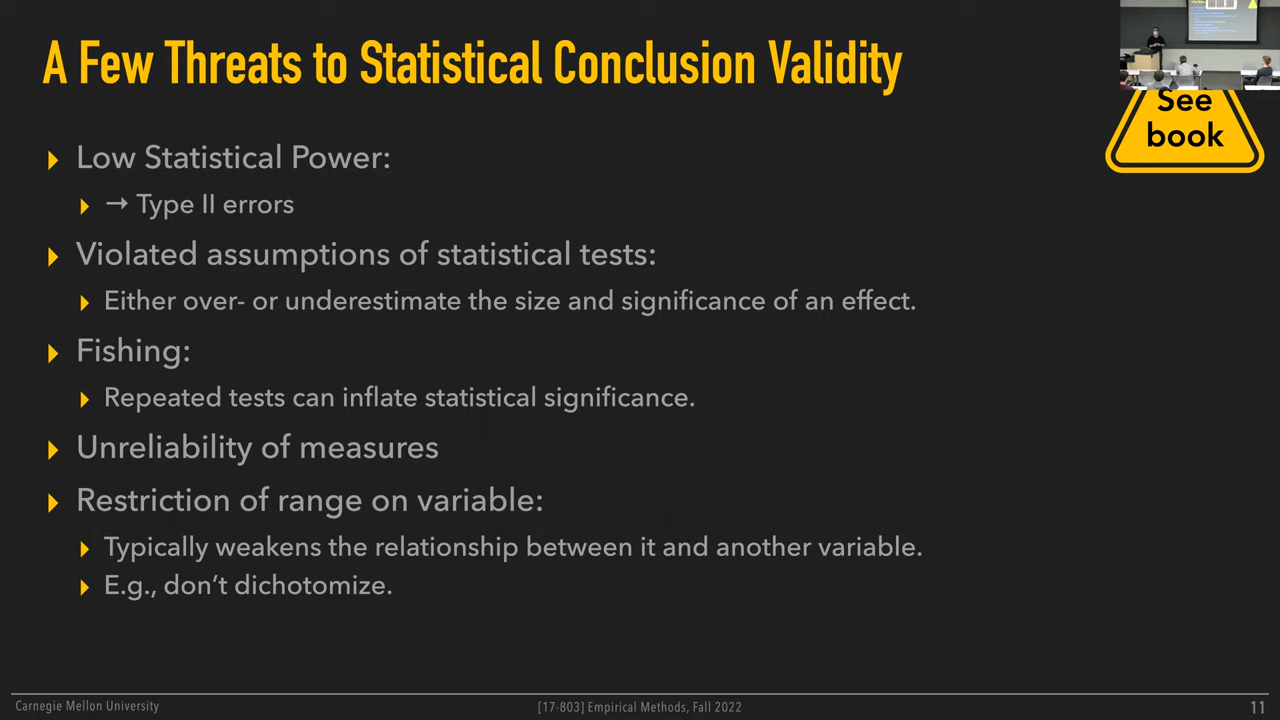 A Few Threats to Statistical Conclusion Validity
See
book
Low Statistical Power:
→ Type II errors
Violated assumptions of statistical tests:
Either over- or underestimate the size and significance of an effect.
Fishing:
Repeated tests can inflate statistical significance.
Unreliability of measures
Restriction of range on variable:
Typically weakens the relationship between it and another variable.
E.g., don't dichotomize.
Carnegie Mellon University
[17-803] Empirical Methods, Fall 2022
11